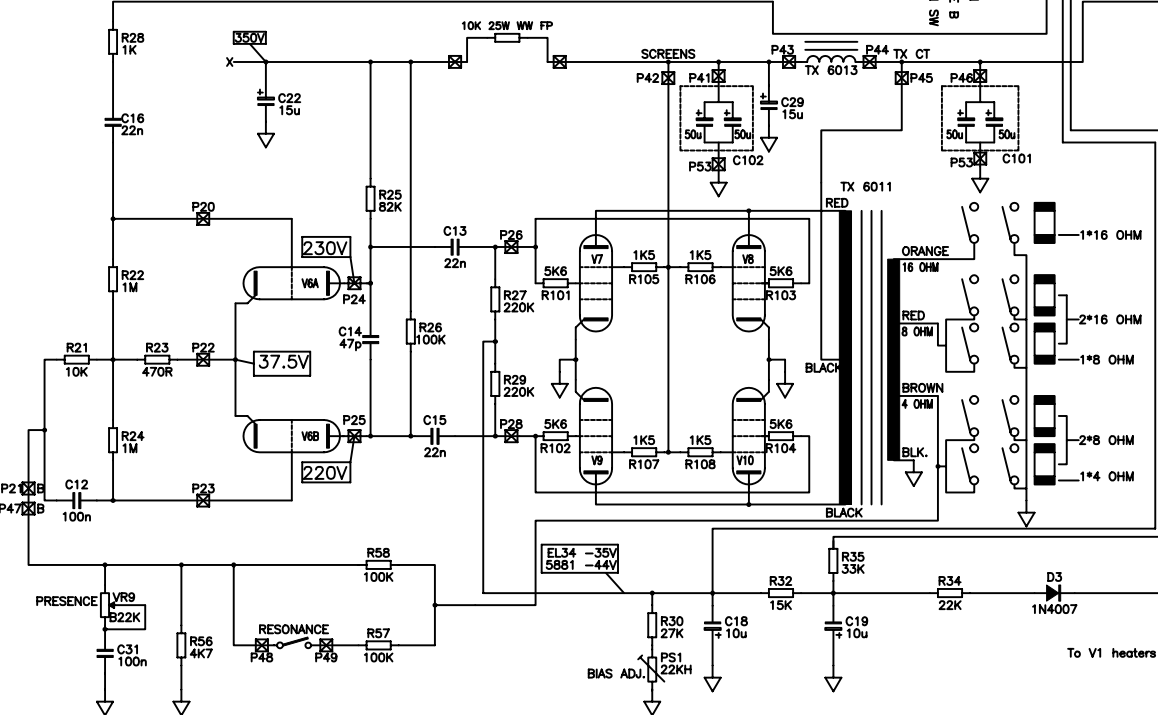 E B
SW
R28
1K
350V
10K 25W WW FP
X
C22
15u
C16
22n
SCREENS
P42
P41
P43
TX 6013
P44
TX CT
P45
P46
C29
15u
50u
50u
P53
C102
50u
50u
P53
C101
TX 6011
RED
P20
R25
82K
230V
V6A
P24
C13
22n
P26
V7
V8
1K5
R105
1K5
R106
5K6
R101
5K6
R103
ORANGE
16 OHM
1*16 OHM
R22
1M
R27
220K
C14
47p
R26
100K
RED
8 OHM
2*16 OHM
1*8 OHM
R21
10K
R23
470R
P22
37.5V
R29
220K
BLACK
BROWN
4 OHM
R24
1M
V6B
P25
220V
C15
22n
P28
5K6
R102
5K6
R104
1K5
R107
1K5
R108
V9
V10
BLK.
2*8 OHM
1*4 OHM
P21
B
P47
B
C12
100n
P23
BLACK
EL34 -35V
5881 -44V
R58
100K
R35
33K
PRESENCE
VR9
B22K
C31
100n
R56
4K7
RESONANCE
P48
P49
R57
100K
R32
15K
R34
22K
D3
1N4007
R30
27K
PS1
22KH
BIAS ADJ.
C18
10u
C19
10u
To V1 heaters